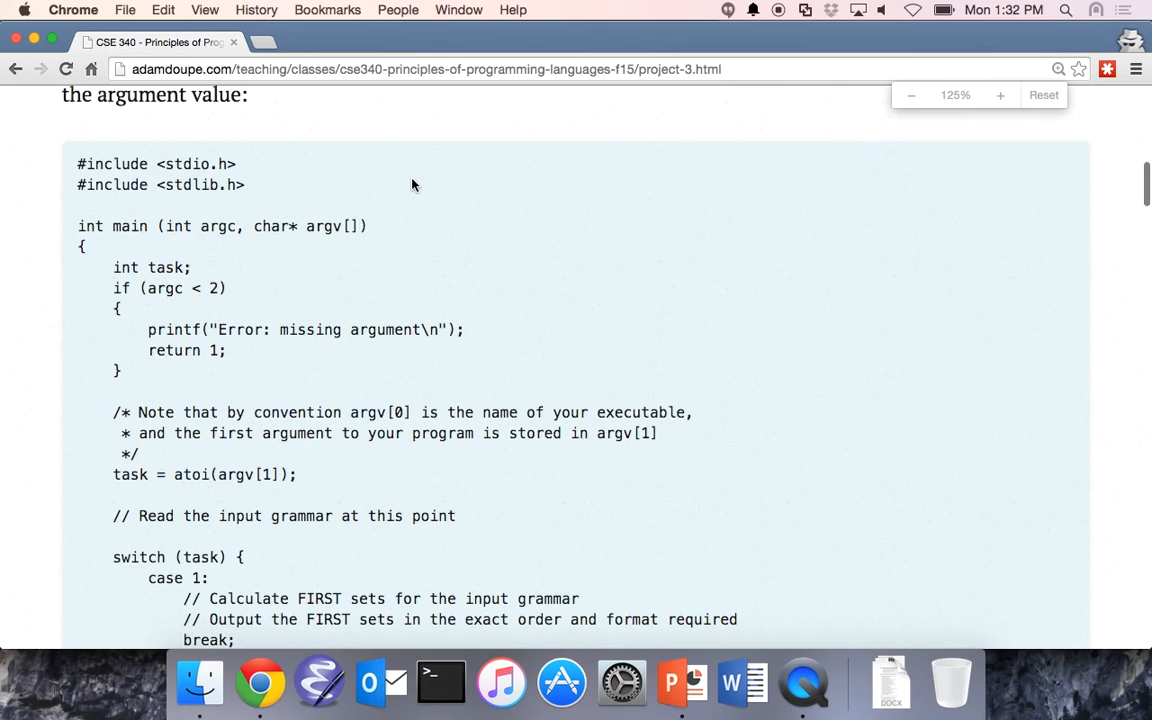 Chrome File Edit View History Bookmarks People Window Help Mon 1:32 PM
CSE 340 - Principles of Prog
adamdoupe.com/teaching/classes/cse340-principles-of-programming-languages-f15/project-3.html
the argument value:
− 125% + Reset
#include <stdio.h>
#include <stdlib.h>
int main (int argc, char* argv[])
{
int task;
if (argc < 2)
{
printf("Error: missing argument\n");
return 1;
}
/* Note that by convention argv[0] is the name of your executable,
* and the first argument to your program is stored in argv[1]
*/
task = atoi(argv[1]);
// Read the input grammar at this point
switch (task) {
case 1:
// Calculate FIRST sets for the input grammar
// Output the FIRST sets in the exact order and format required
break;
DOCX